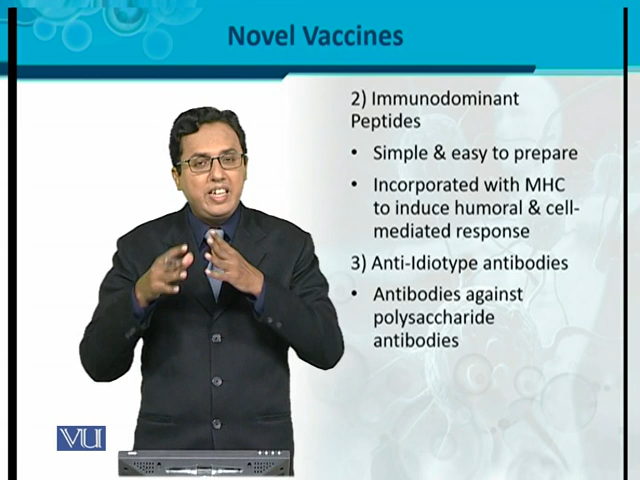 Novel Vaccines
2) Immunodominant
Peptides
• Simple & easy to prepare
• Incorporated with MHC
to induce humoral & cell-
mediated response
3) Anti-Idiotype antibodies
• Antibodies against
polysaccharide
antibodies
VU